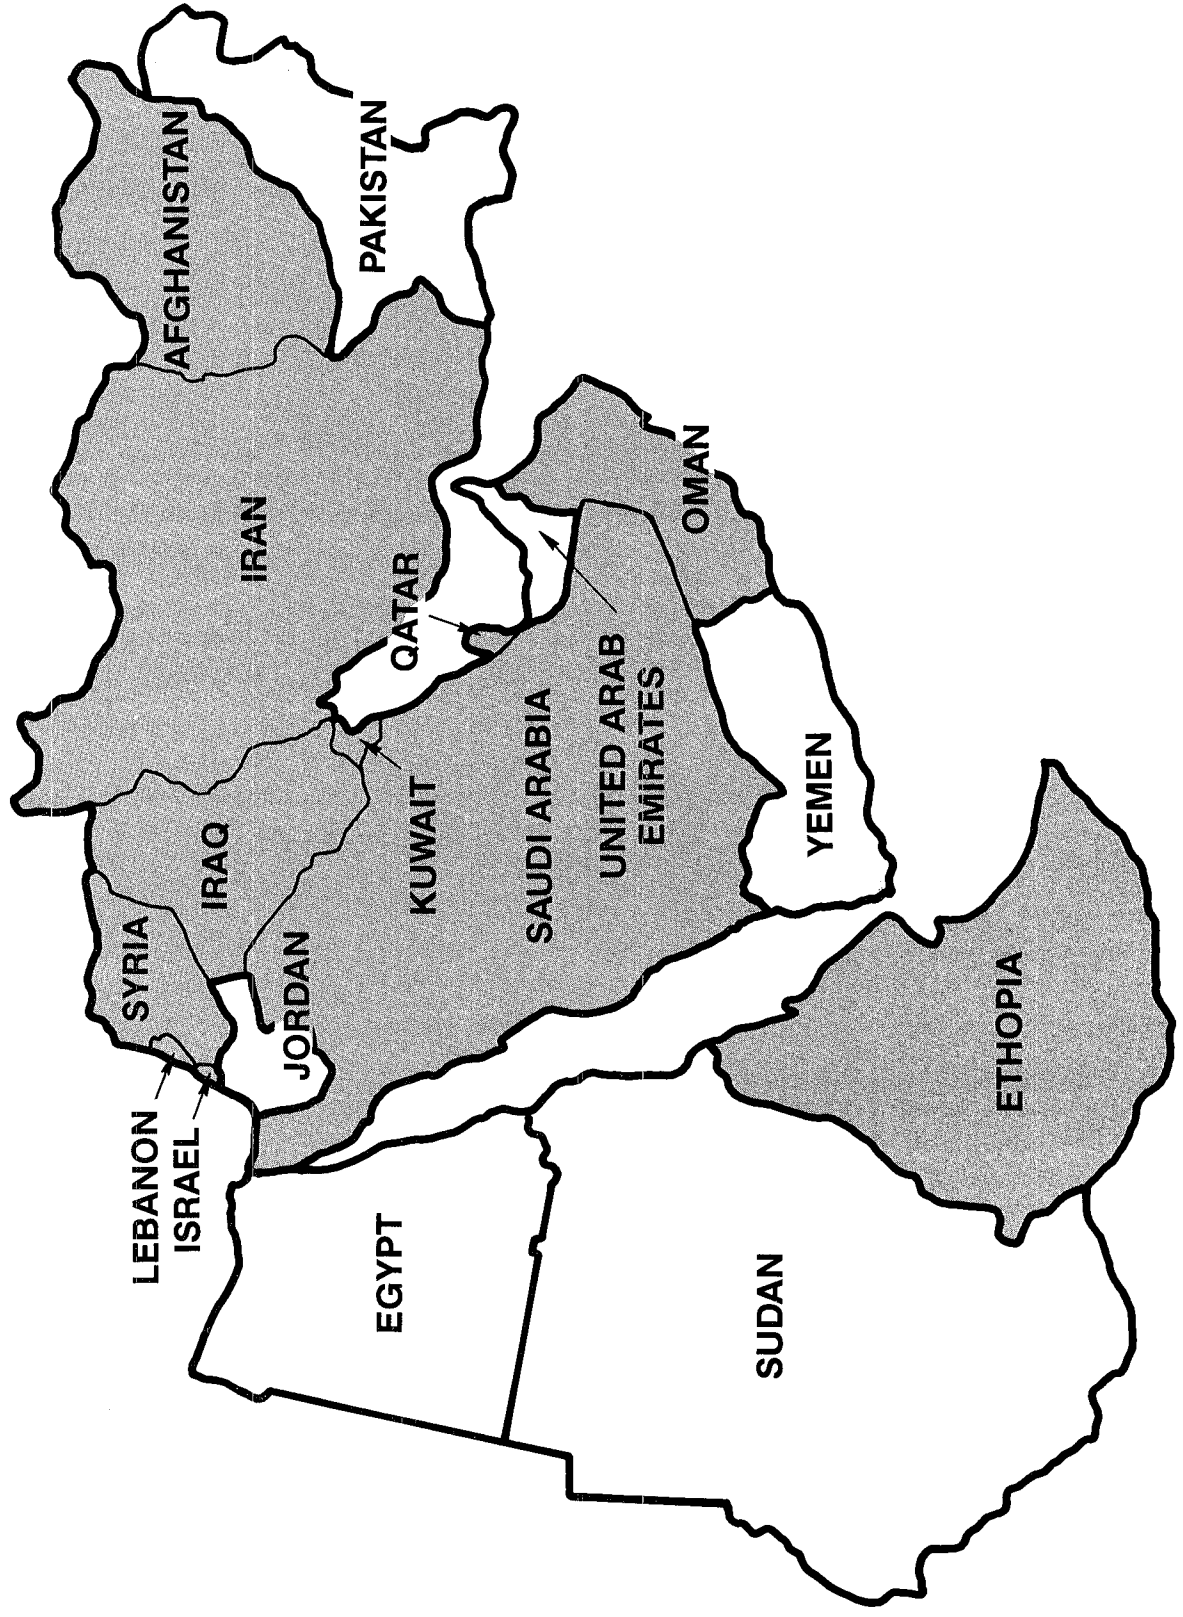 AFGHANISTAN
PAKISTAN
IRAN
OMAN
QATAR
UNITED ARAB
EMIRATES
SAUDI ARABIA
KUWAIT
IRAQ
YEMEN
SYRIA
JORDAN
LEBANON
ISRAEL
ETHOPIA
EGYPT
SUDAN